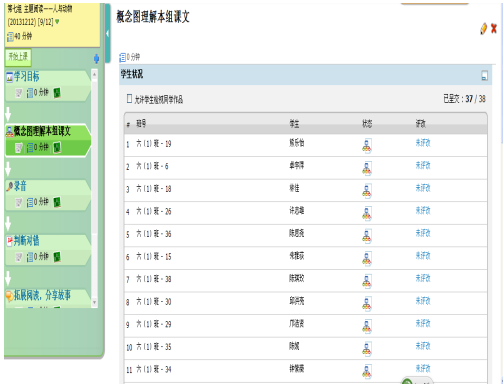 第七组 主题阅读——人与动物
(20131212) [9/12]
40 分钟
开始上课
学习目标
0 分钟
概念图理解本组课文
0 分钟
录音
0 分钟
判断对错
0 分钟
拓展阅读，分享故事
概念图理解本组课文
0 分钟
学生状况
允许学生检视同学作品
已呈交 : 37 / 38
# 班号 学生 状态 评改
1 六 (1) 班 - 19 未评改
2 六 (1) 班 - 6 未评改
3 六 (1) 班 - 18 未评改
4 六 (1) 班 - 26 未评改
5 六 (1) 班 - 36 未评改
6 六 (1) 班 - 15 未评改
7 六 (1) 班 - 38 未评改
8 六 (1) 班 - 30 未评改
9 六 (1) 班 - 29 未评改
10 六 (1) 班 - 35 陈媛 未评改
11 六 (1) 班 - 34 未评改